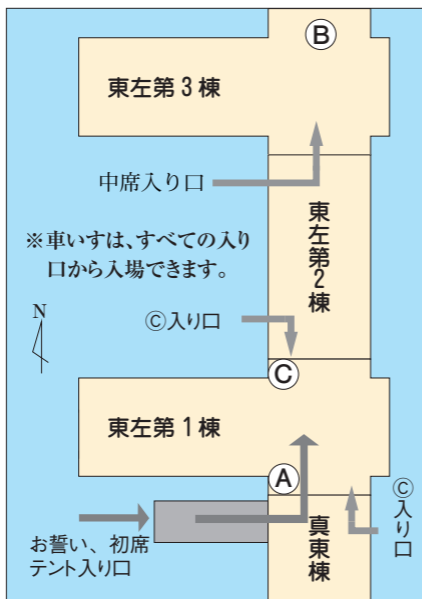 Ⓑ
東左第3棟
中席入り口
※車いすは、すべての入り
口から入場できます。
東左第2棟
N
Ⓒ入り口
Ⓒ
東左第1棟
Ⓐ
Ⓒ入り口
お誓い、初席
テント入り口
真東棟